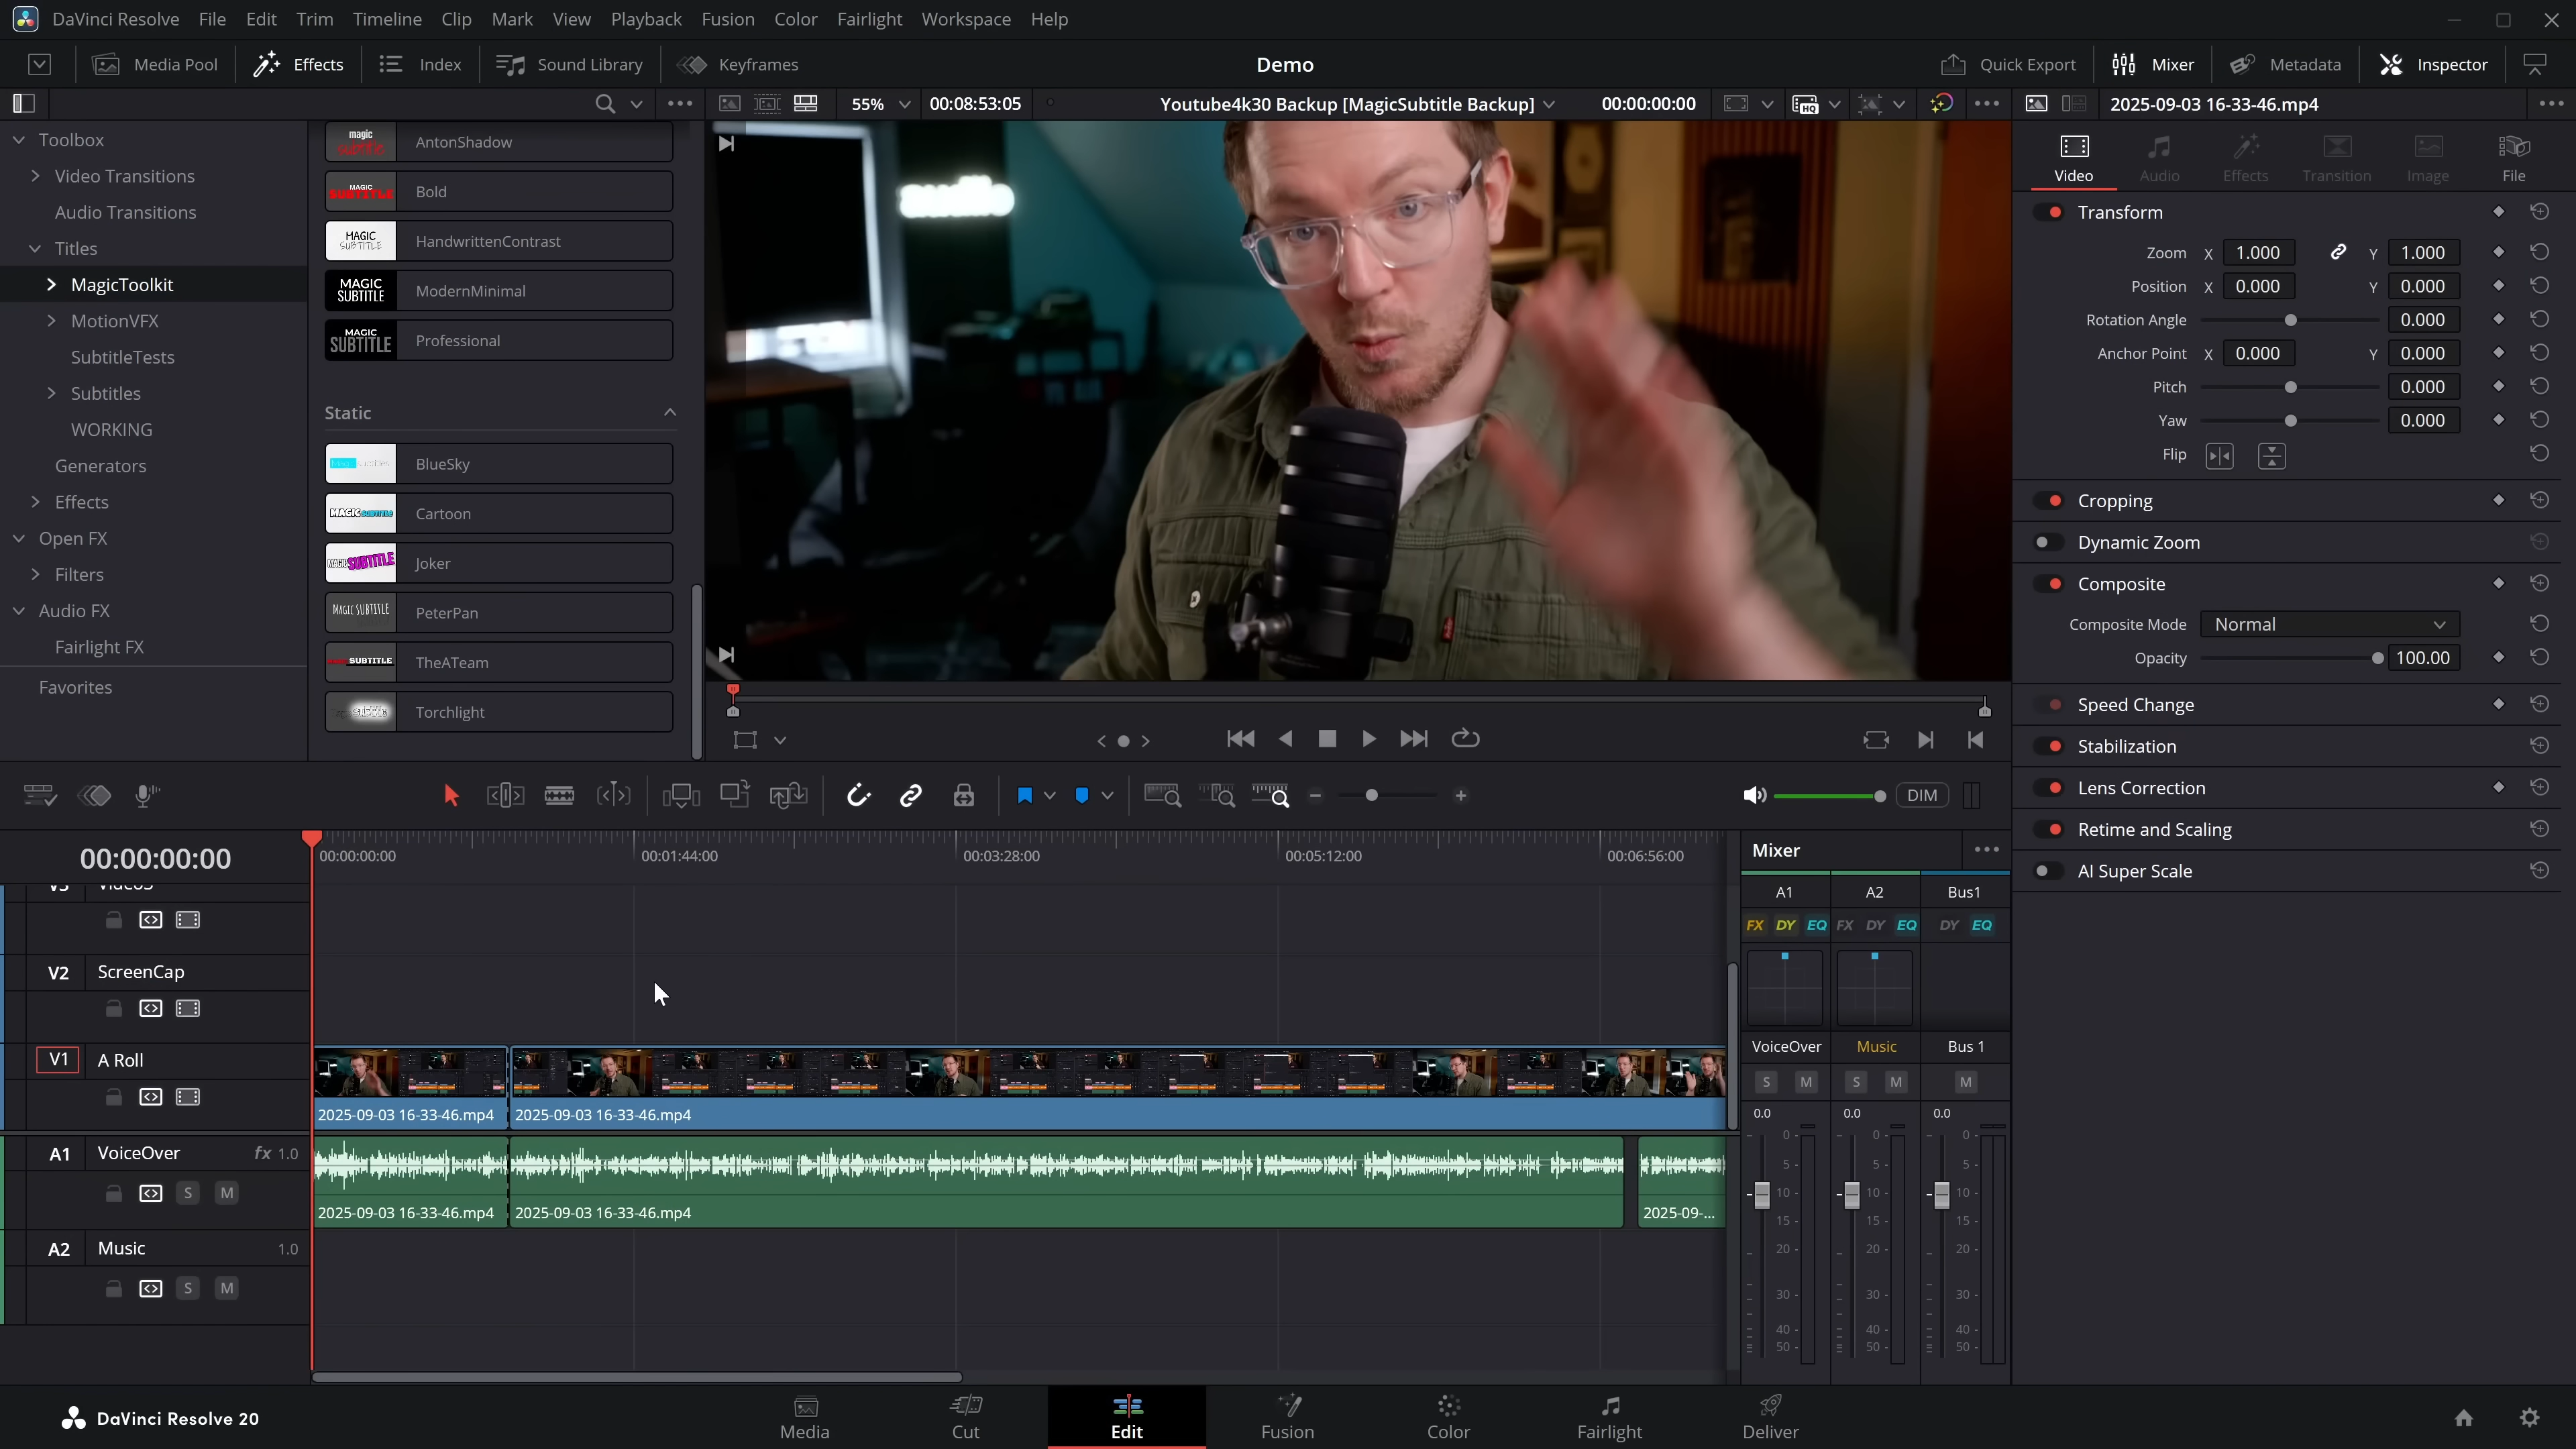 DaVinci Resolve File Edit Trim Timeline Clip Mark View Playback Fusion Color Fairlight Workspace Help
Media Pool Effects Index Sound Library Keyframes Demo Quick Export Mixer Metadata Inspector
55% 00:08:53:05 Youtube4k30 Backup [MagicSubtitle Backup] 00:00:00:00 2025-09-03 16-33-46.mp4
Toolbox
Video Transitions
Audio Transitions
Titles
MagicToolkit
MotionVFX
SubtitleTests
Subtitles
WORKING
Generators
Effects
Open FX
Filters
Audio FX
Fairlight FX
Favorites
magic
AntonShadow
MAGIC
SUBTITLE
Bold
MAGIC
SUBTITLE
HandwrittenContrast
MAGIC
SUBTITLE
ModernMinimal
MAGIC
SUBTITLE
Professional
Static
BlueSky
MAGIC SUBTITLE
Cartoon
MAGIC SUBTITLE
Joker
MAGIC SUBTITLE
PeterPan
SUBTITLE
TheATeam
Torchlight
Video Audio Effects Transition Image File
Transform
Zoom X 1.000 Y 1.000
Position X 0.000 Y 0.000
Rotation Angle 0.000
Anchor Point X 0.000 Y 0.000
Pitch 0.000
Yaw 0.000
Flip
Cropping
Dynamic Zoom
Composite
Composite Mode Normal
Opacity 100.00
Speed Change
Stabilization
Lens Correction
Retime and Scaling
AI Super Scale
DIM
00:00:00:00
00:00:00:00 00:01:44:00 00:03:28:00 00:05:12:00 00:06:56:00
V2 ScreenCap
V1 A Roll
2025-09-03 16-33-46.mp4 2025-09-03 16-33-46.mp4
A1 VoiceOver fx 1.0
S M
2025-09-03 16-33-46.mp4 2025-09-03 16-33-46.mp4 2025-09-...
A2 Music 1.0
S M
Mixer
A1 A2 Bus1
FX DY EQ FX DY EQ DY EQ
VoiceOver Music Bus 1
S M S M M
0.0 0.0 0.0
0 0 0
5 5 5
10 10 10
15 15 15
20 20 20
30 30 30
40 40 40
50 50 50
DaVinci Resolve 20
Media Cut Edit Fusion Color Fairlight Deliver